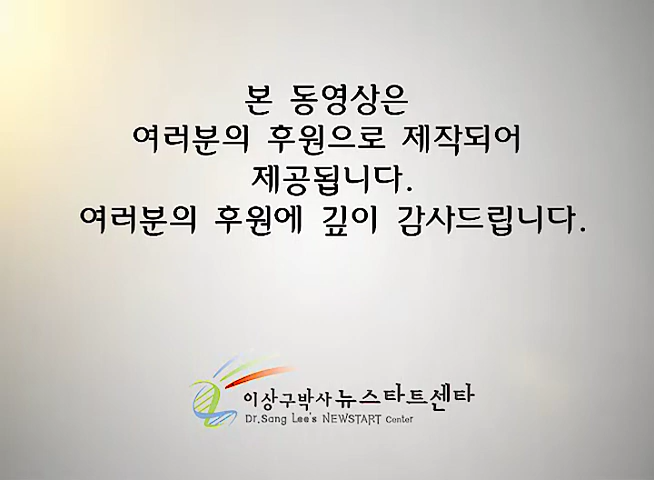 본 동영상은
여러분의 후원으로 제작되어
제공됩니다.
여러분의 후원에 깊이 감사드립니다.
이상구박사 뉴스타트센타
Dr.Sang Lee's NEWSTART Center